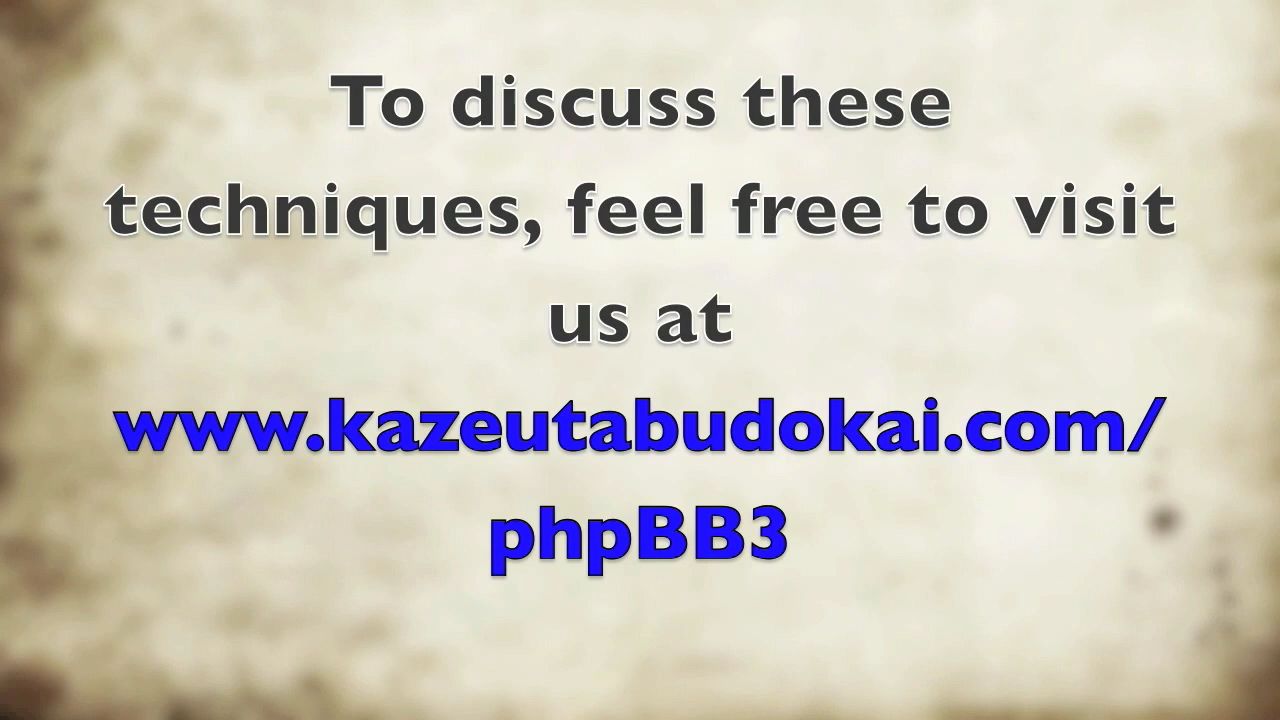 To discuss these
techniques, feel free to visit
us at
www.kazeutabudokai.com/
phpBB3